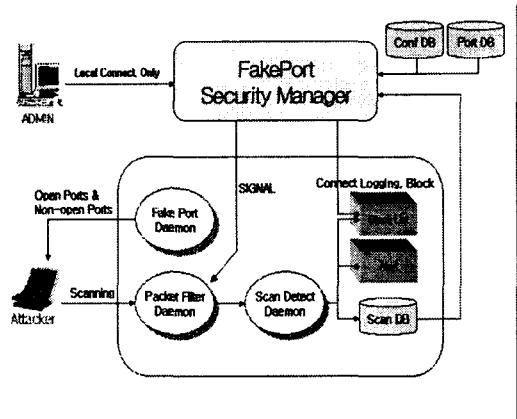 Conf DB
Port DB
FakePort
Security Manager
Local Connect, Only
ADMIN
SIGNAL
Connect Logging, Block
Open Ports &
Non-open Ports
Fake Port
Daemon
Scanning
Attacker
Packet Filter
Daemon
Scan Detect
Daemon
Scan DB